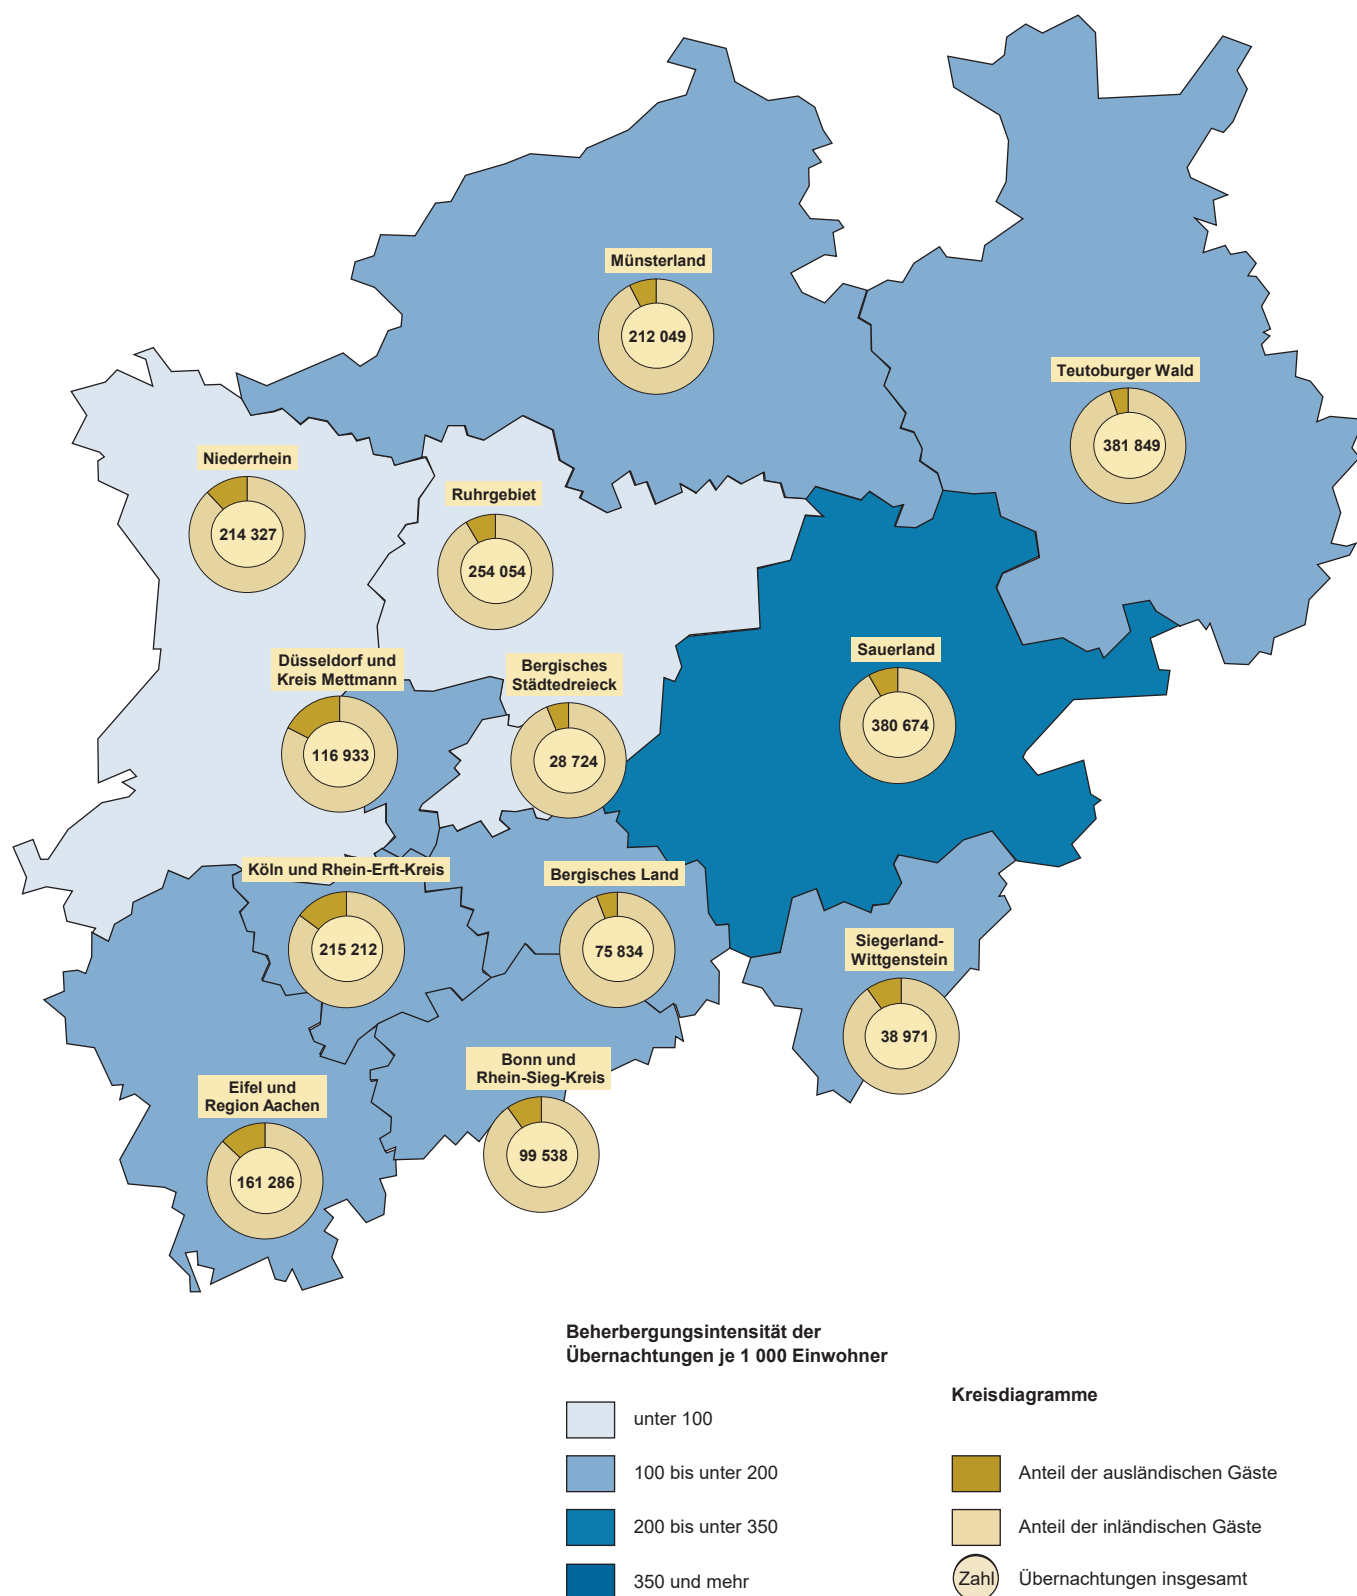 Münsterland
212 049
Teutoburger Wald
381 849
Niederrhein
214 327
Ruhrgebiet
254 054
Düsseldorf und
Kreis Mettmann
116 933
Bergisches
Städtedreieck
28 724
Sauerland
380 674
Köln und Rhein-Erft-Kreis
215 212
Bergisches Land
75 834
Siegerland-
Wittgenstein
38 971
Bonn und
Rhein-Sieg-Kreis
99 538
Eifel und
Region Aachen
161 286
Beherbergungsintensität der
Übernachtungen je 1 000 Einwohner
unter 100
100 bis unter 200
200 bis unter 350
350 und mehr
Kreisdiagramme
Anteil der ausländischen Gäste
Anteil der inländischen Gäste
Zahl Übernachtungen insgesamt